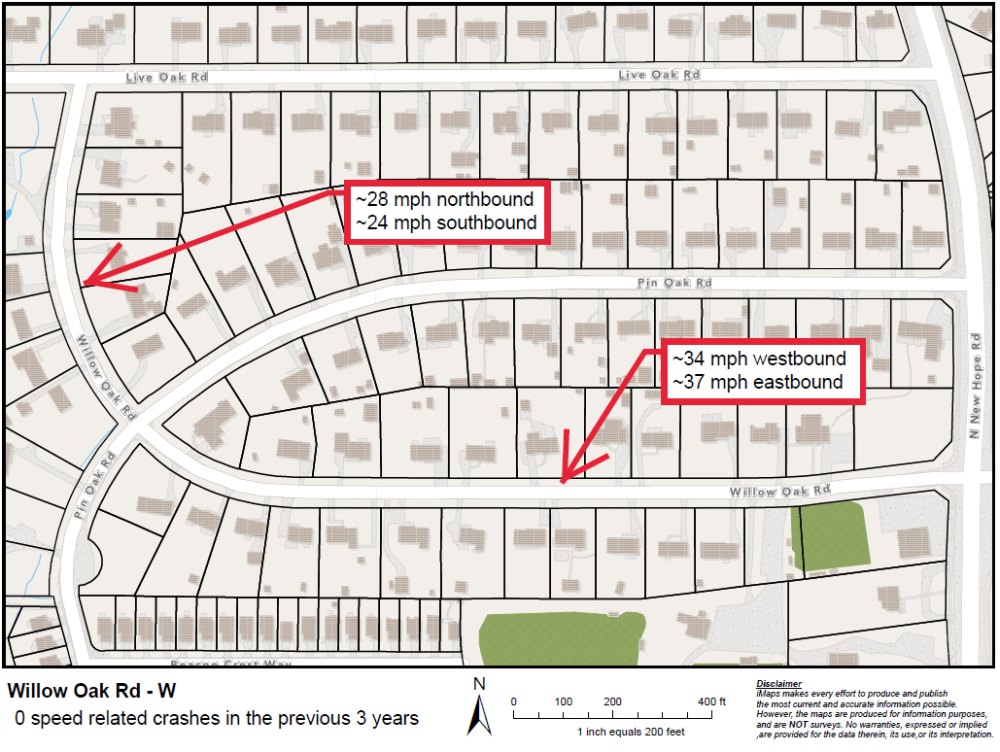 Live Oak Rd
Live Oak Rd
~28 mph northbound
~24 mph southbound
Pin Oak Rd
Willow Oak Rd
~34 mph westbound
~37 mph eastbound
N New Hope Rd
Pin Oak Rd
Willow Oak Rd
Beacon Crest Way
Willow Oak Rd - W
0 speed related crashes in the previous 3 years
N
0 100 200 400 ft
1 inch equals 200 feet
Disclaimer
iMaps makes every effort to produce and publish
the most current and accurate information possible.
However, the maps are produced for information purposes,
and are NOT surveys. No warranties, expressed or implied
,are provided for the data therein, its use,or its interpretation.